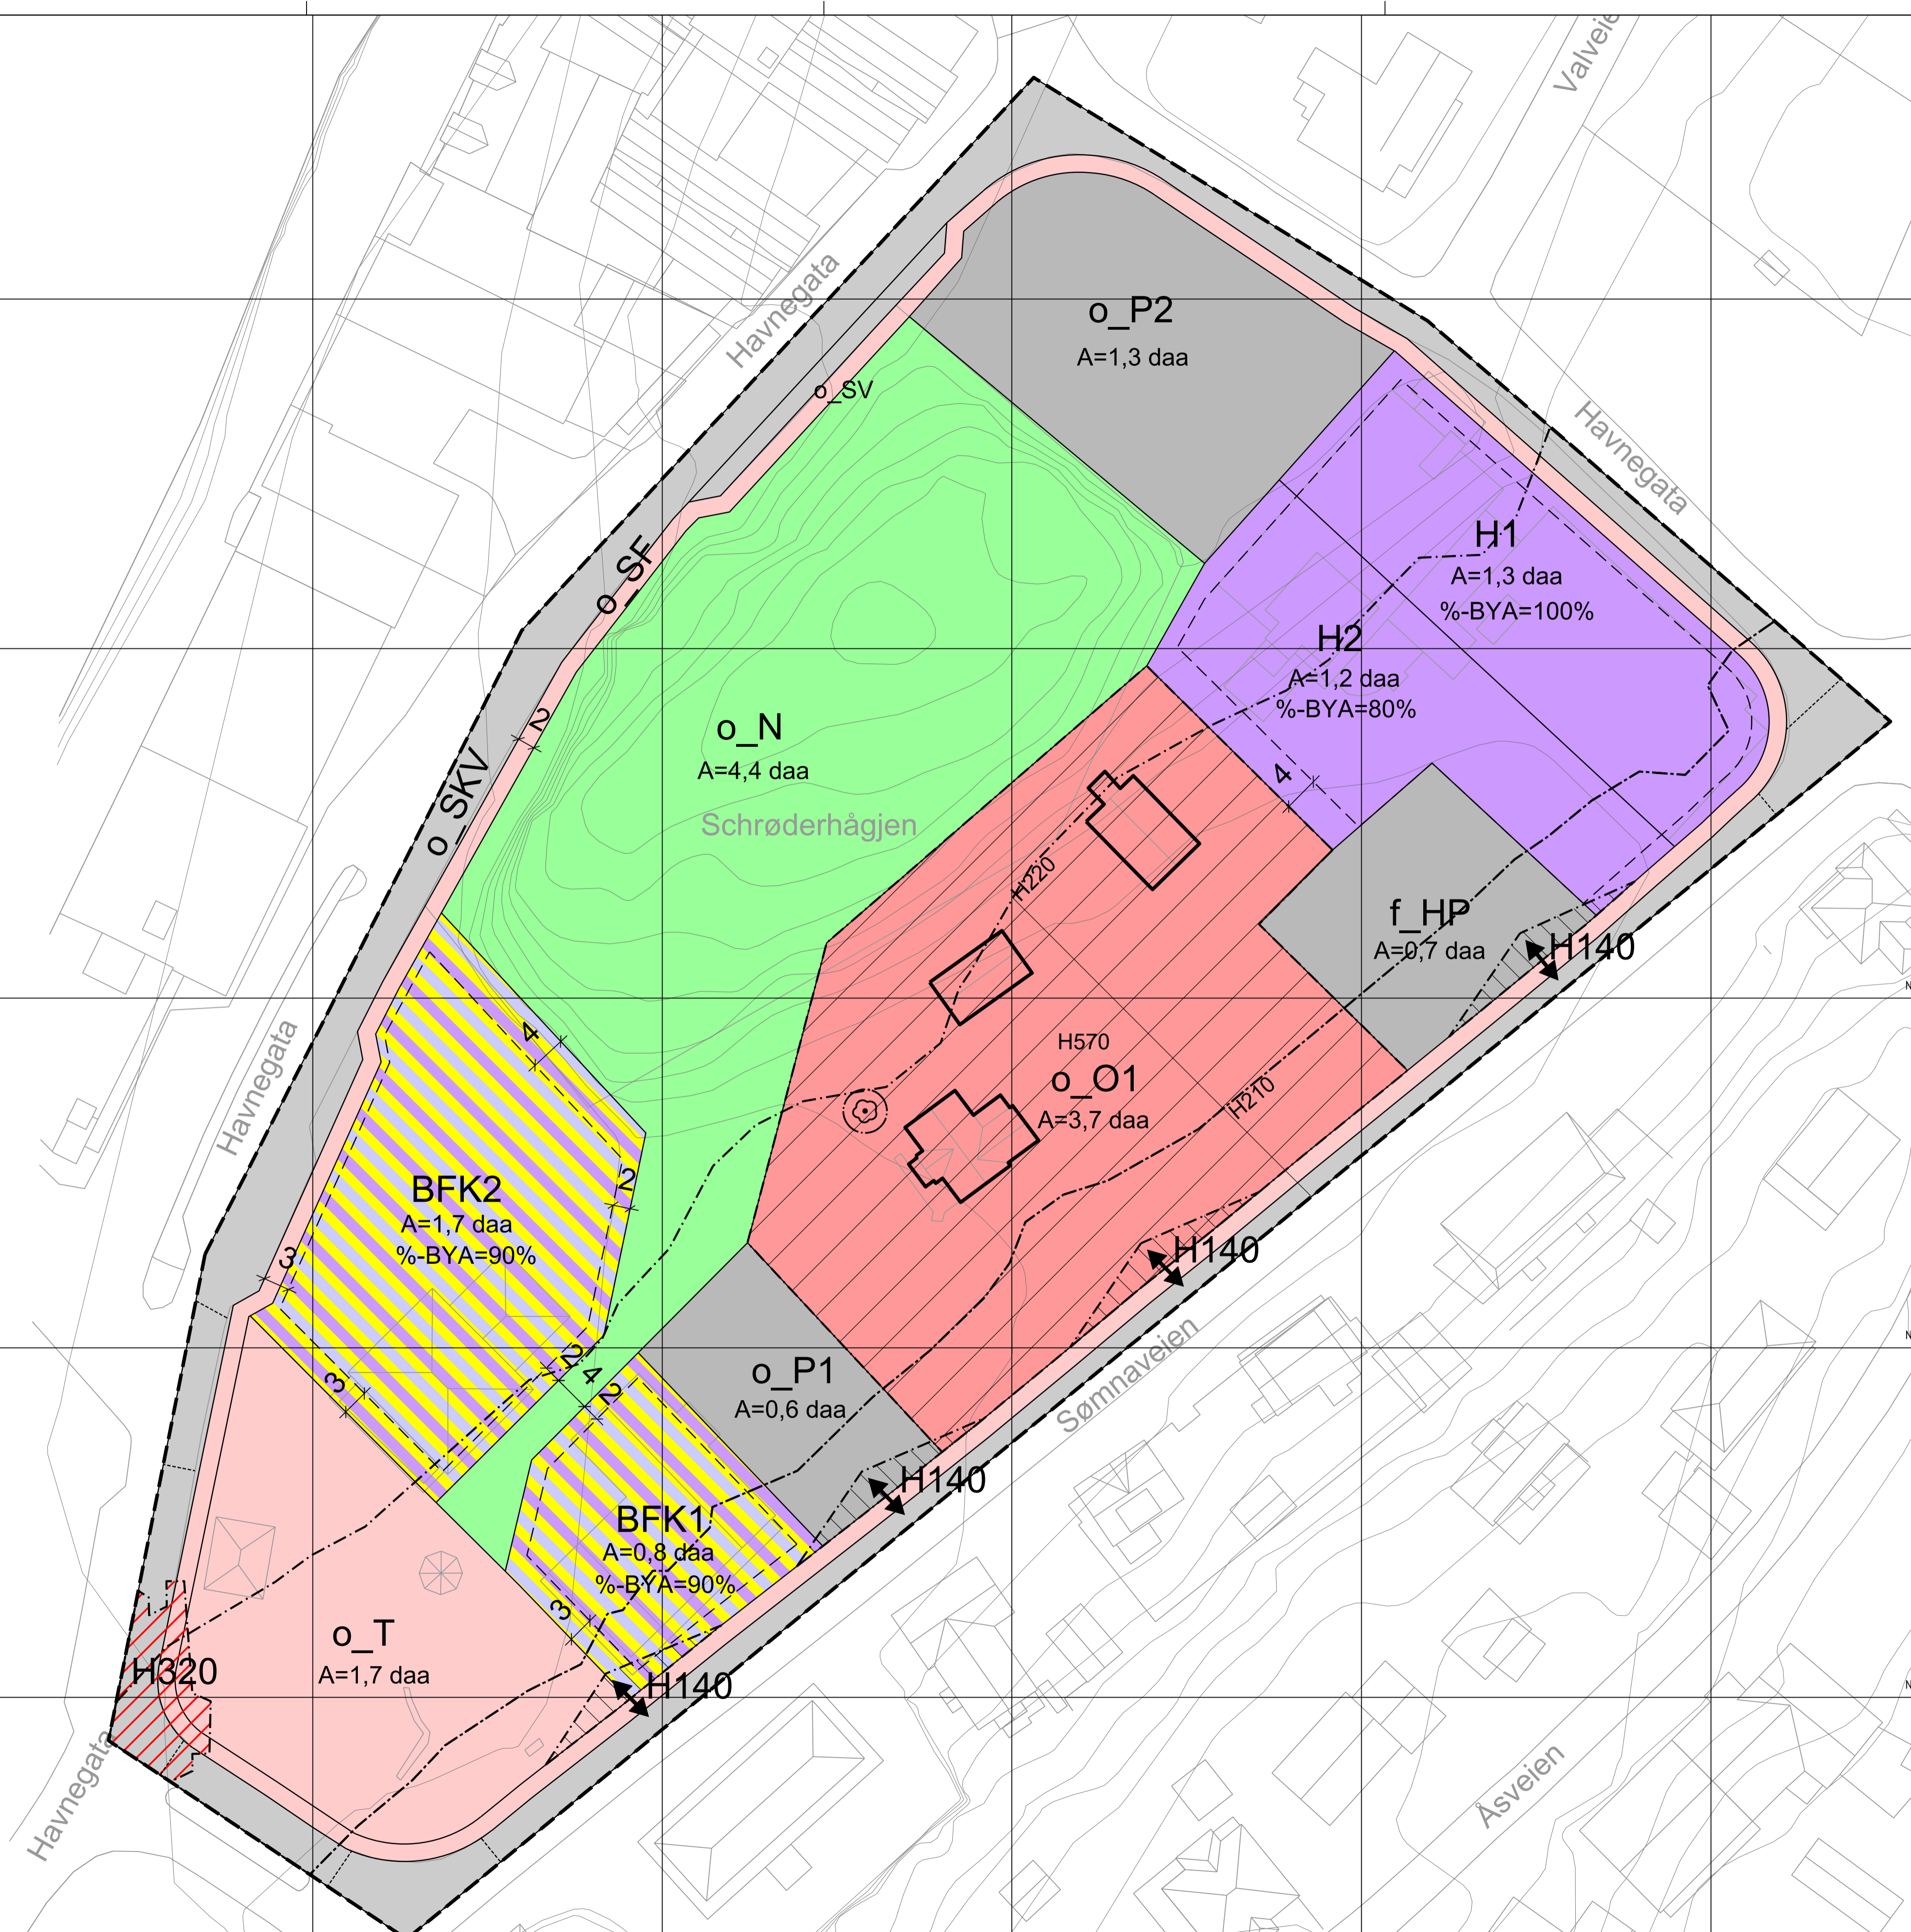 Valveie
Havnegata
o_P2
A=1,3 daa
o_SV
Havnegata
H1
A=1,3 daa
%-BYA=100%
o_SF
H2
A=1,2 daa
%-BYA=80%
2
o_N
A=4,4 daa
o_SKV
4
Schrøderhågjen
H220
f_HP
A=0,7 daa
H140
4
Havnegata
H570
o_O1
A=3,7 daa
H210
BFK2
A=1,7 daa
%-BYA=90%
2
3
H140
Sømnaveien
2
4
2
3
o_P1
A=0,6 daa
H140
BFK1
A=0,8 daa
%-BYA=90%
3
o_T
A=1,7 daa
H320
H140
Havnegata
Åsveien
N
N
N